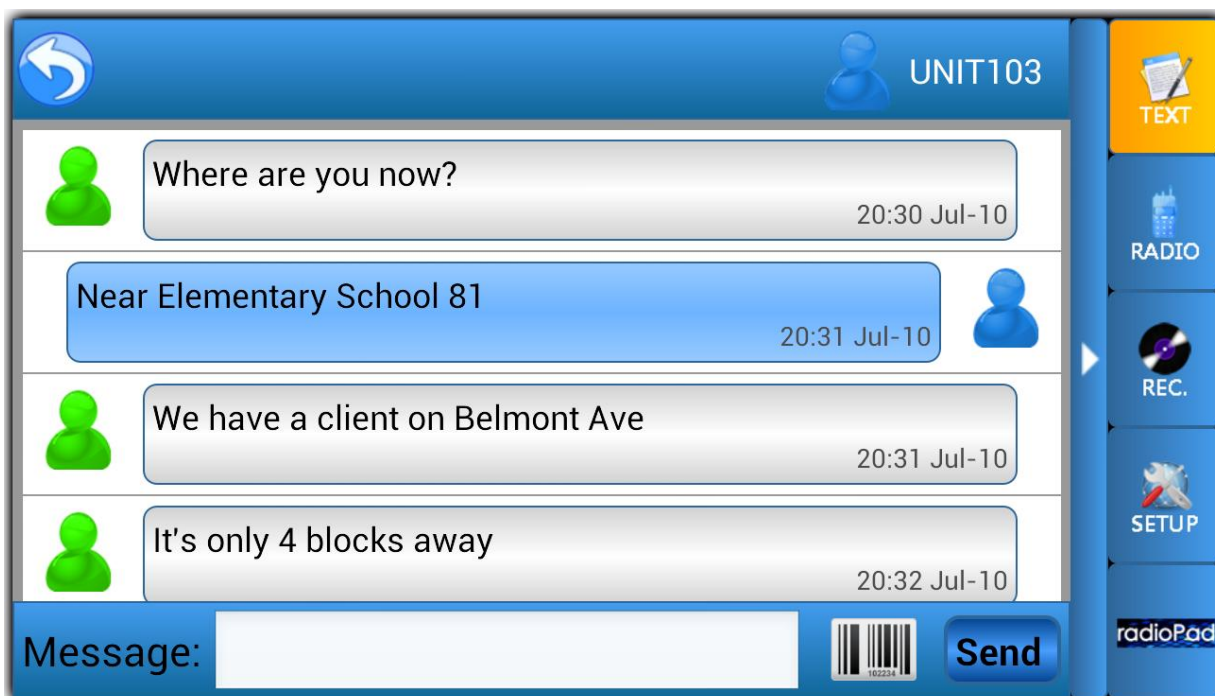 UNIT103
TEXT
Where are you now?
20:30 Jul-10
RADIO
Near Elementary School 81
20:31 Jul-10
REC.
We have a client on Belmont Ave
20:31 Jul-10
SETUP
It's only 4 blocks away
20:32 Jul-10
radioPad
Message:
102234
Send